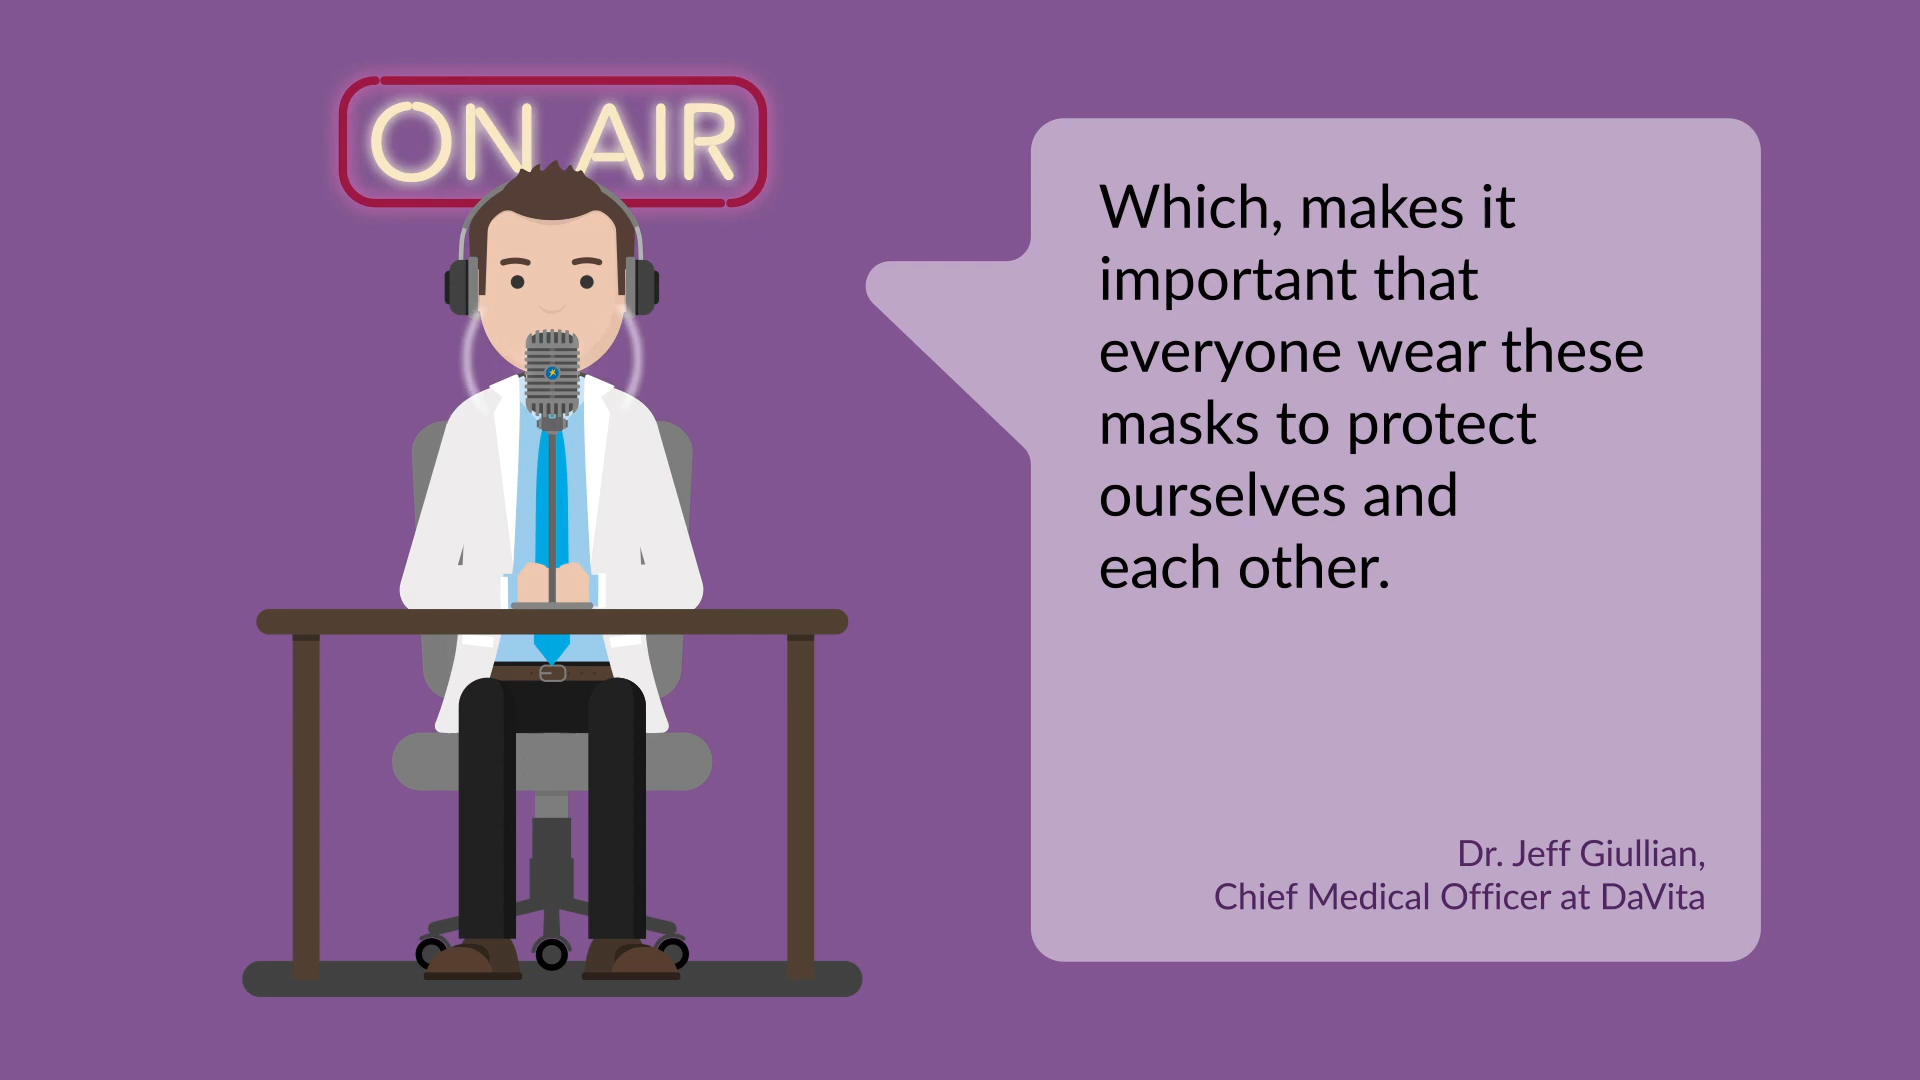 ON AIR
Which, makes it
important that
everyone wear these
masks to protect
ourselves and
each other.
Dr. Jeff Giullian,
Chief Medical Officer at DaVita